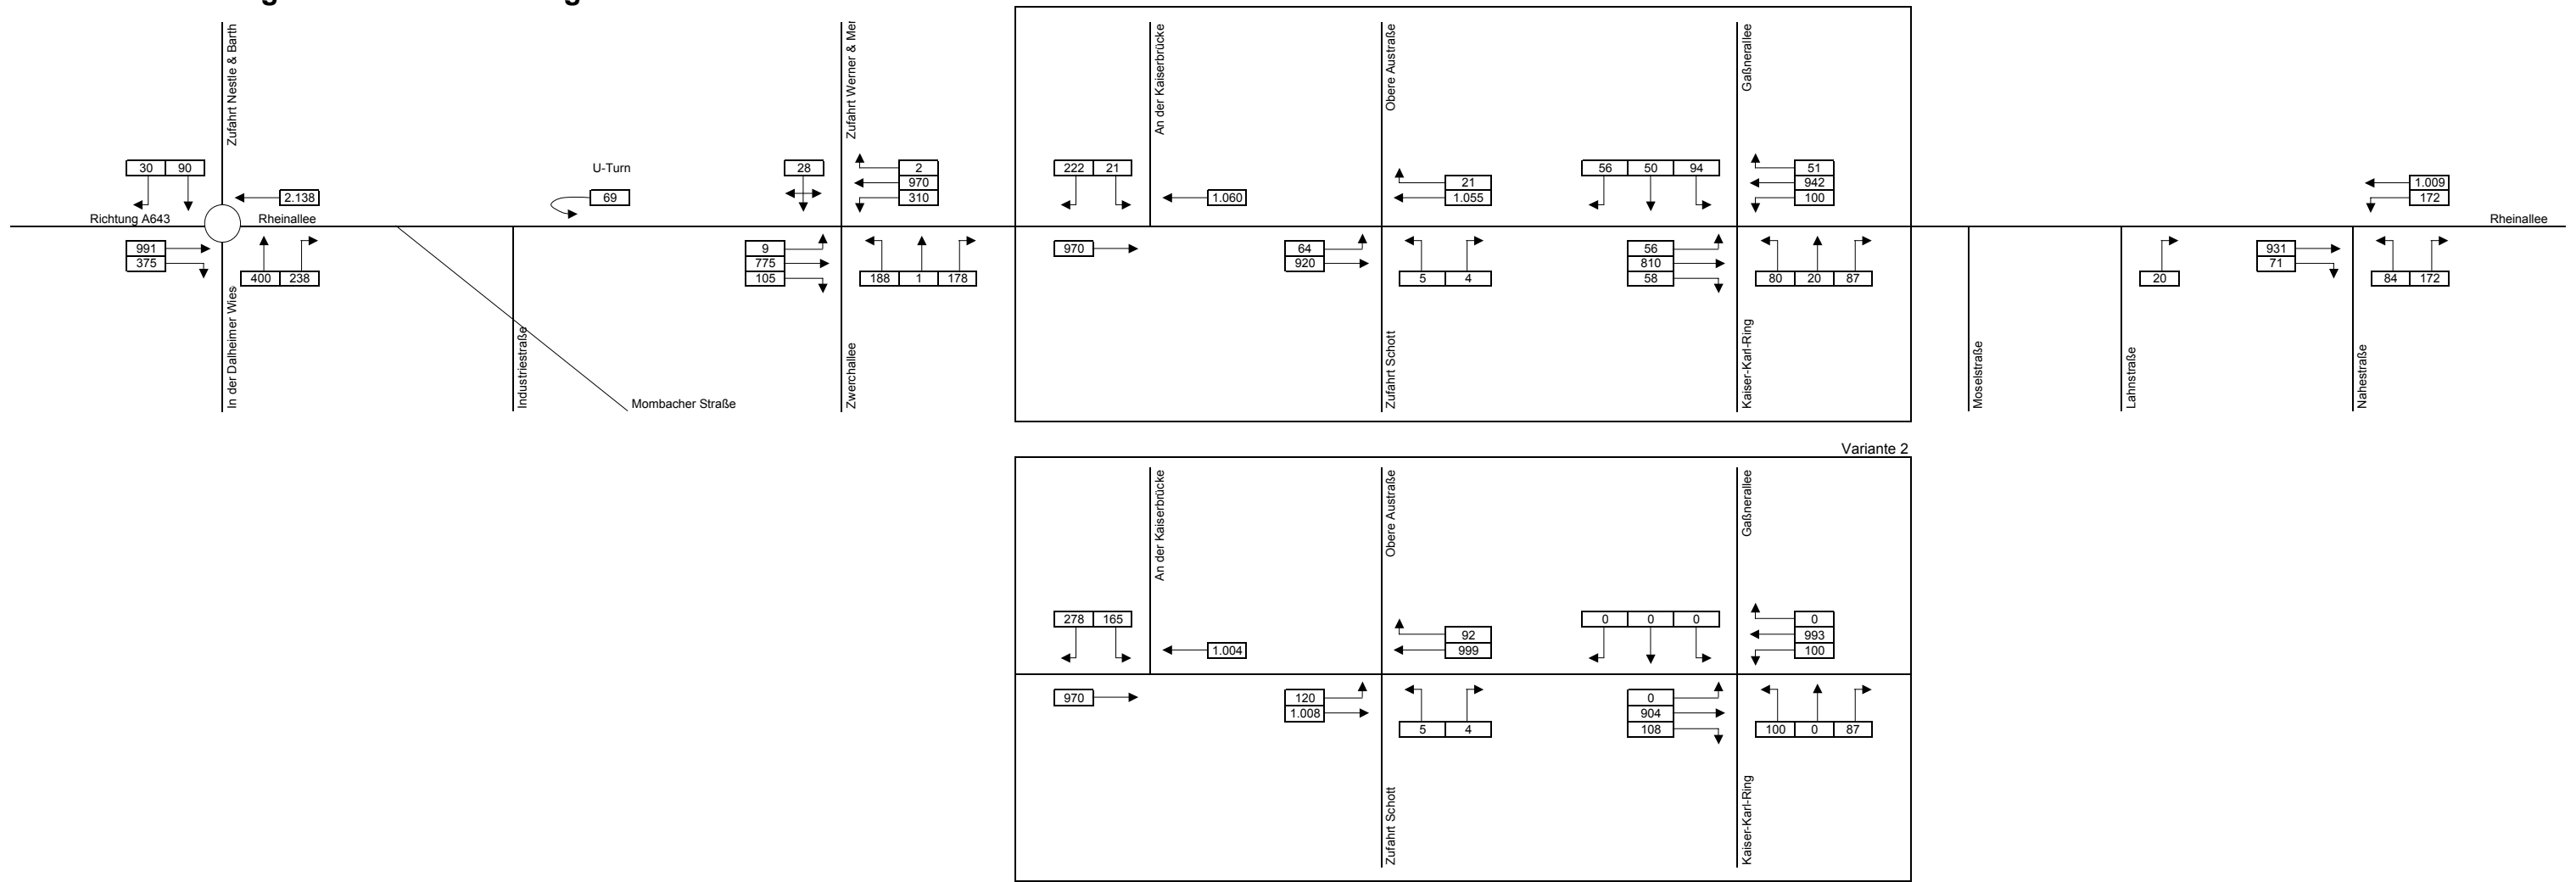 Zufahrt Nestle & Barth
Zufahrt Werner & Mer
An der Kaiserbrücke
Obere Austraße
Gaßnerallee
30 90
2.138
U-Turn
69
28
2
970
310
222 21
1.060
21
1.055
56 50 94
51
942
100
1.009
172
Richtung A643
Rheinallee
Rheinallee
991
375
400 238
9
775
105
188 1 178
970
64
920
5 4
56
810
58
80 20 87
20
931
71
84 172
In der Dalheimer Wies
Industriestraße
Mombacher Straße
Zwerchallee
Zufahrt Schott
Kaiser-Karl-Ring
Moselstraße
Lahnstraße
Nahestraße
Variante 2
An der Kaiserbrücke
Obere Austraße
Gaßnerallee
278 165
1.004
92
999
0 0 0
0
993
100
970
120
1.008
5 4
0
904
108
100 0 87
Zufahrt Schott
Kaiser-Karl-Ring